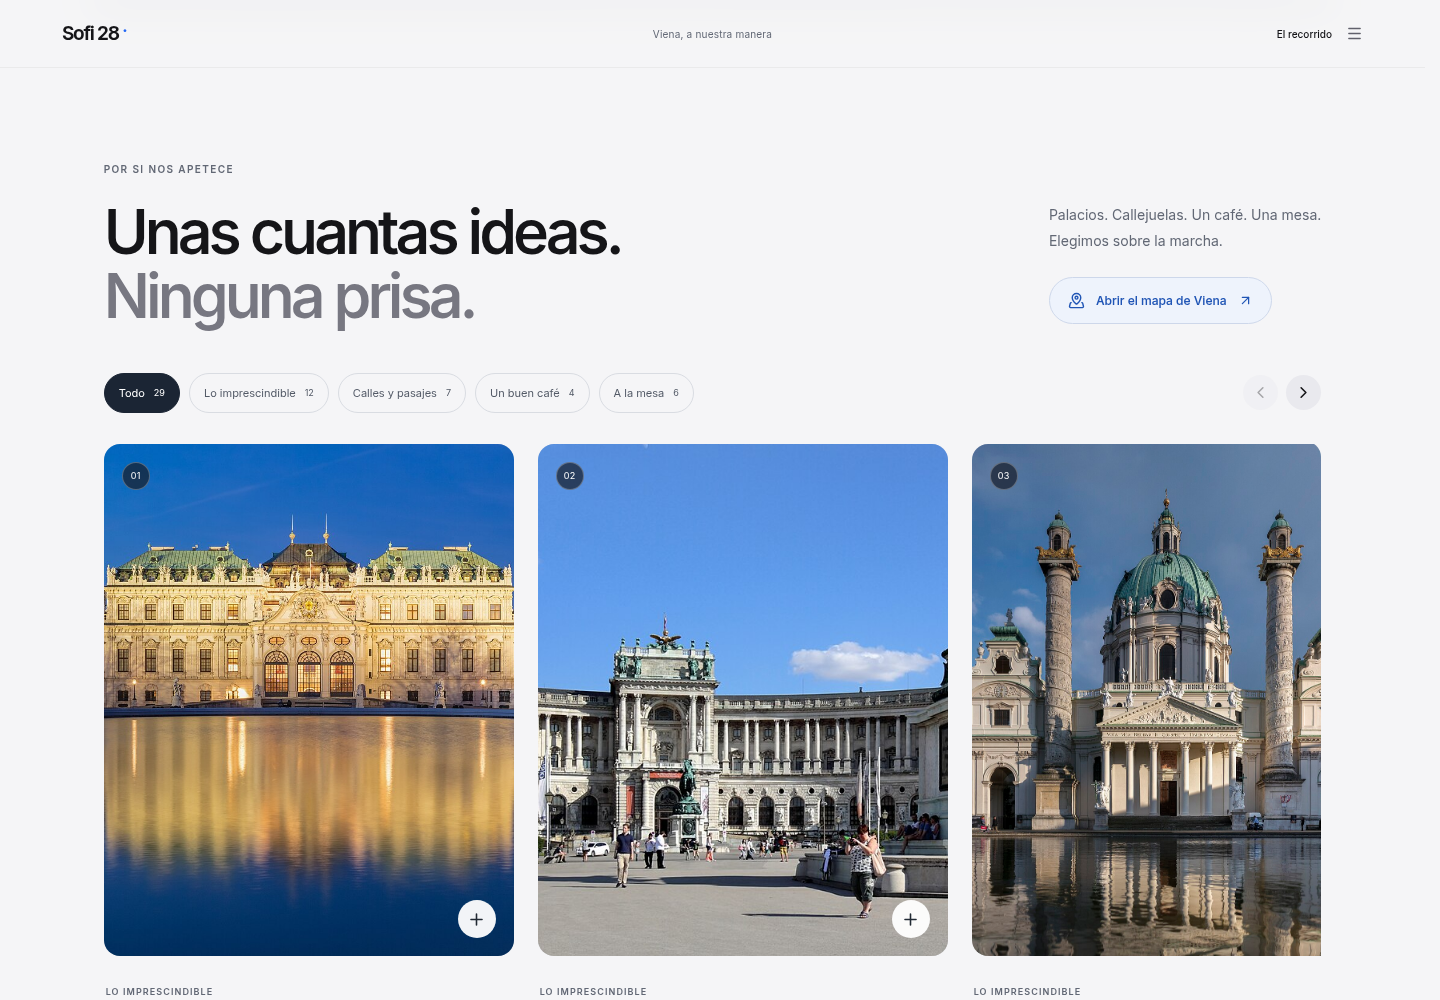 Sofi 28
Viena, a nuestra manera
El recorrido
POR SI NOS APETECE
Unas cuantas ideas.
Ninguna prisa.
Palacios. Callejuelas. Un café. Una mesa.
Elegimos sobre la marcha.
Abrir el mapa de Viena
Todo 29
Lo imprescindible 12
Calles y pasajes 7
Un buen café 4
A la mesa 6
01
02
03
LO IMPRESCINDIBLE
LO IMPRESCINDIBLE
LO IMPRESCINDIBLE